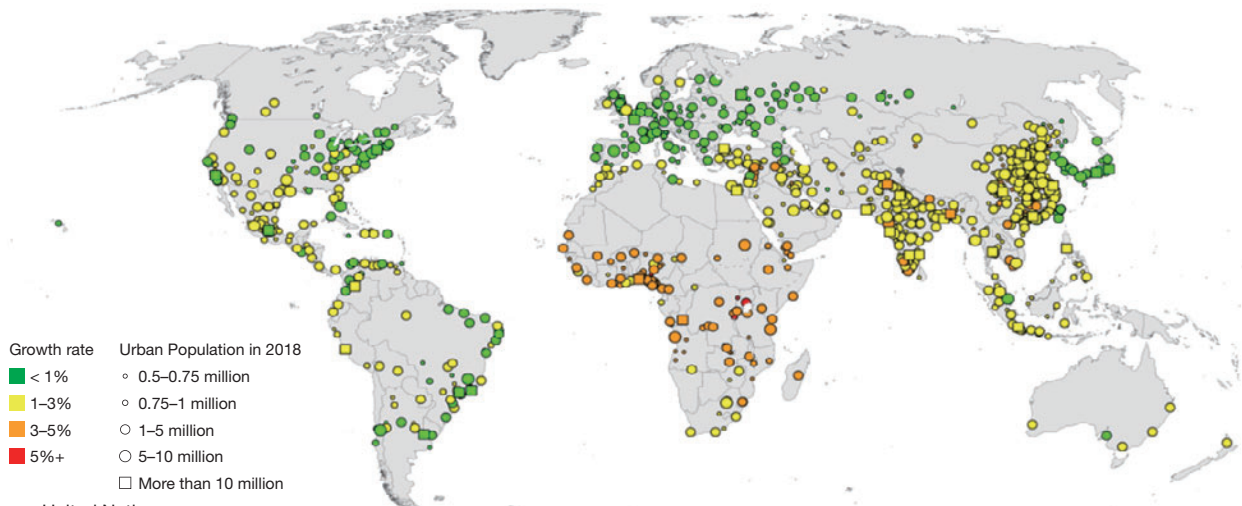 Growth rate
< 1%
1–3%
3–5%
5%+
Urban Population in 2018
0.5–0.75 million
0.75–1 million
1–5 million
5–10 million
More than 10 million